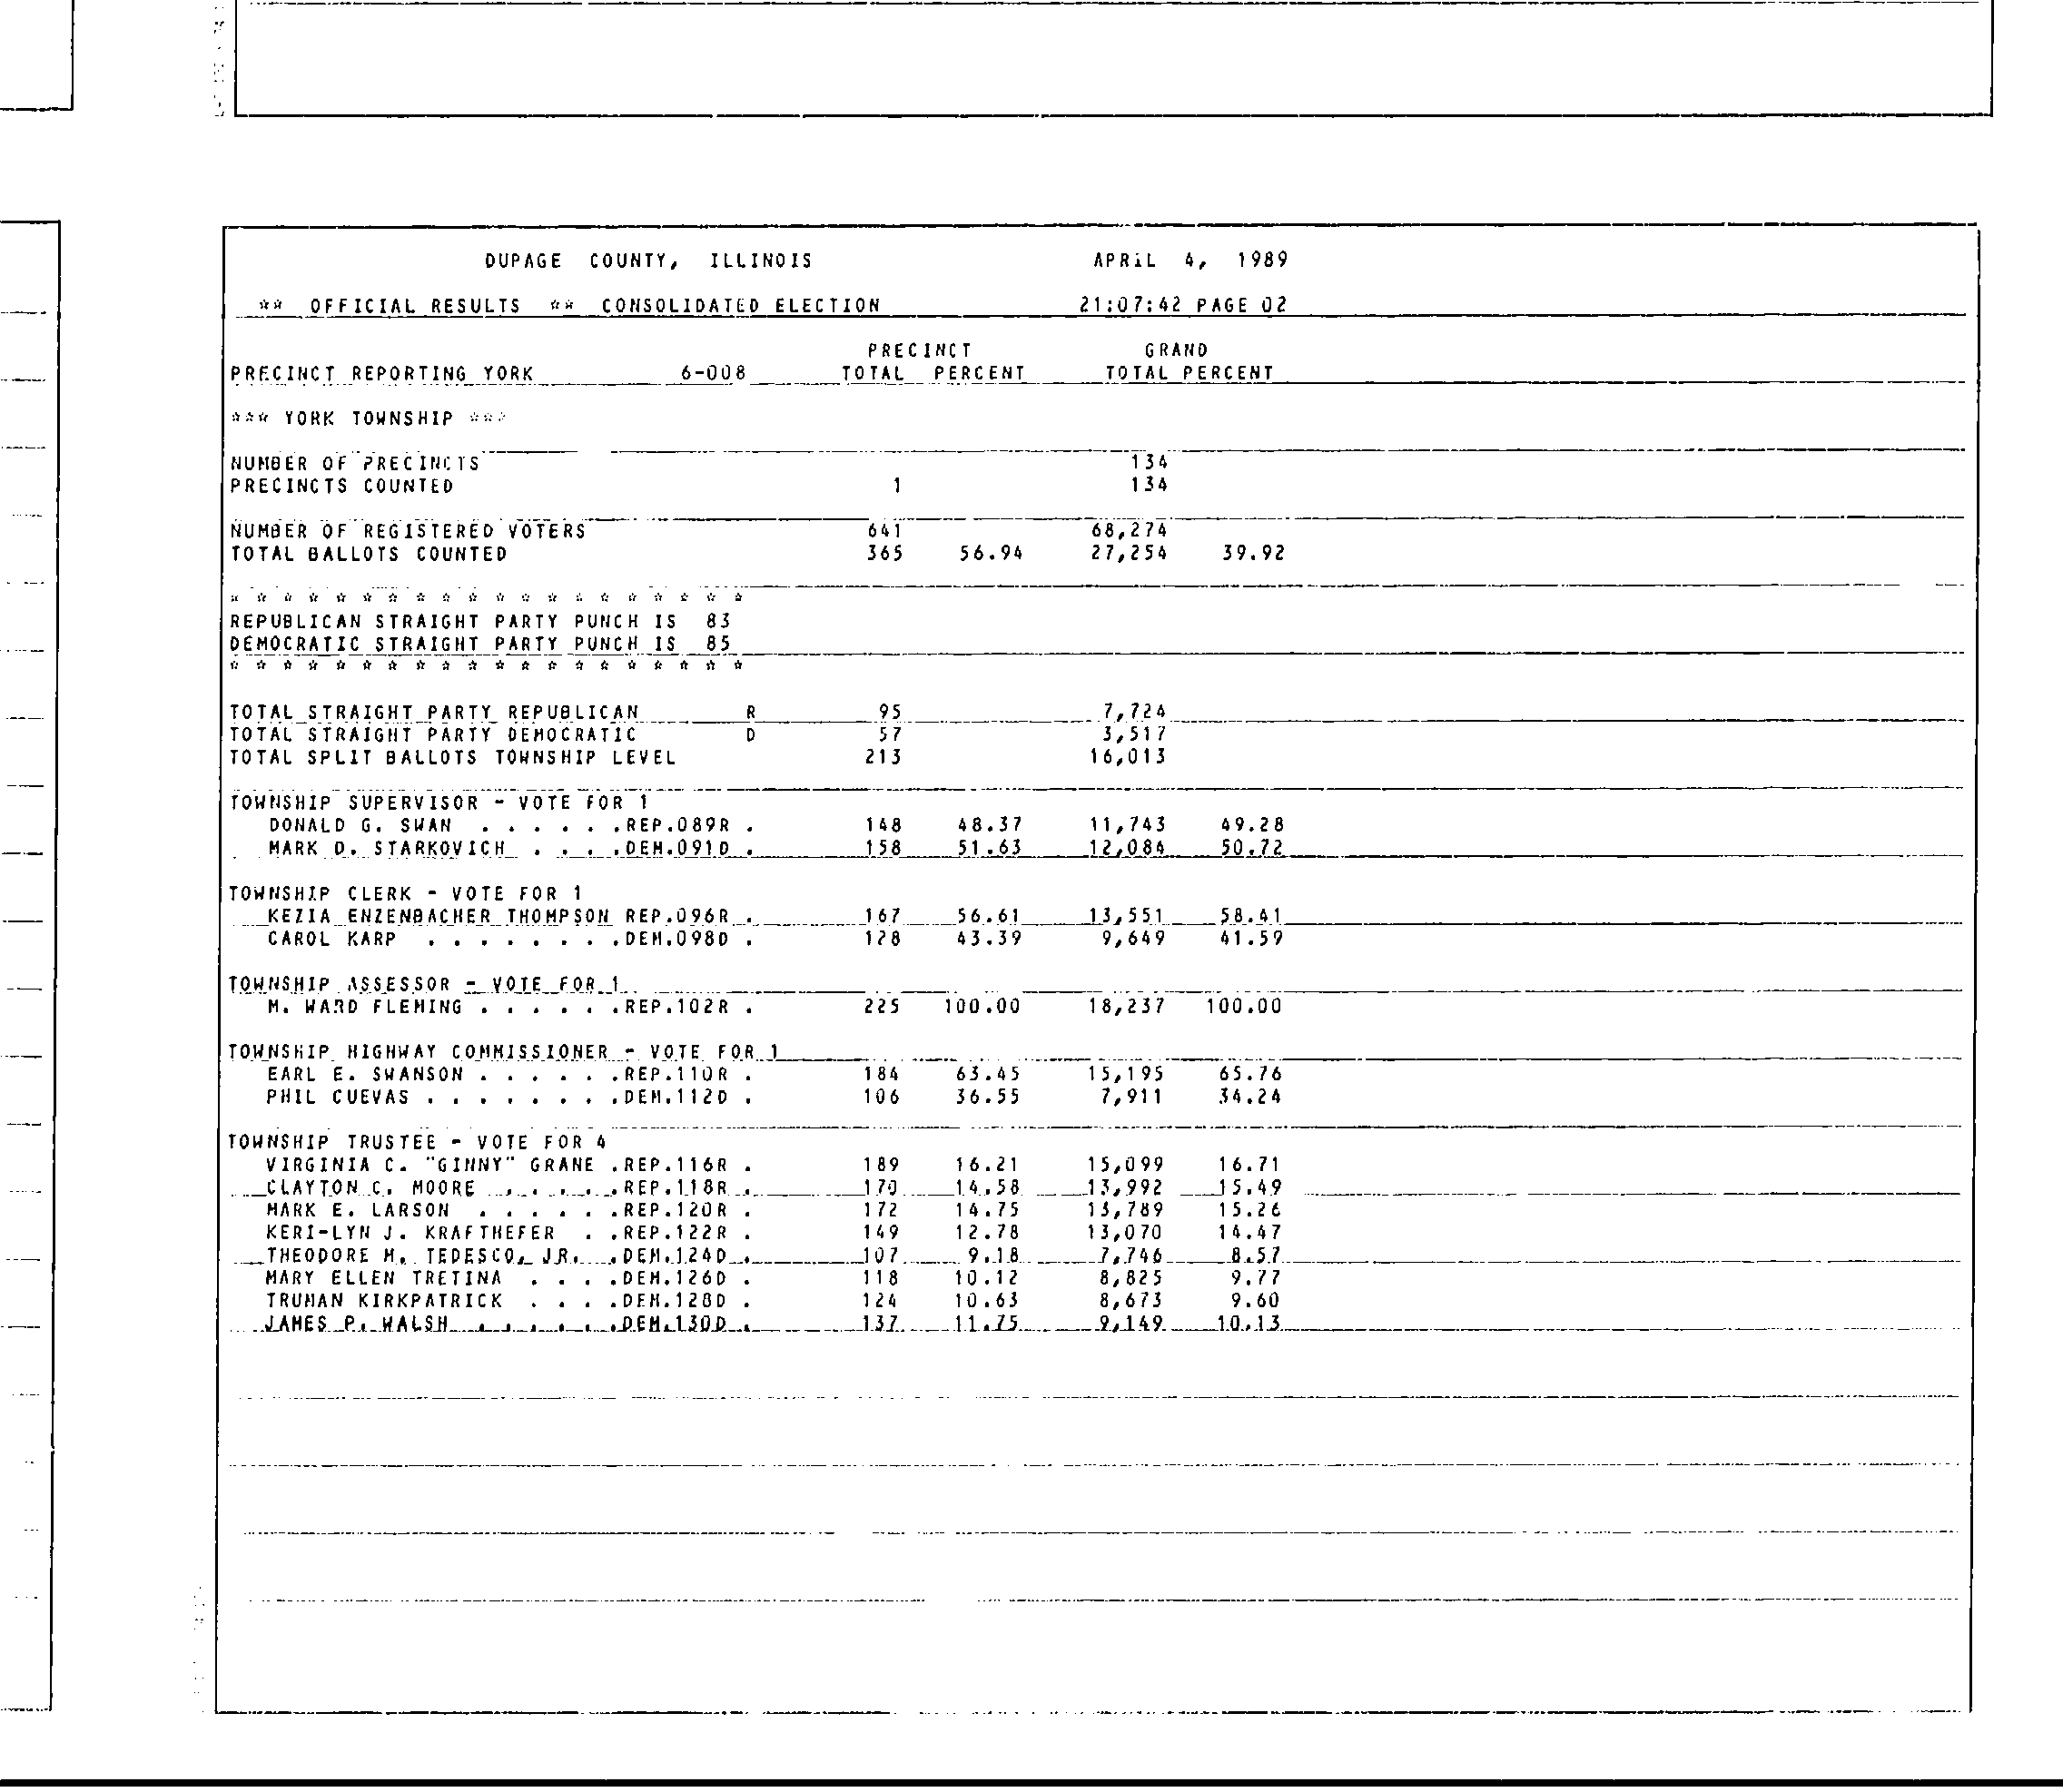 DUPAGE COUNTY, ILLINOIS APRIL 4, 1989
** OFFICIAL RESULTS ** CONSOLIDATED ELECTION 21:07:42 PAGE 02
PRECINCT GRAND
PRECINCT REPORTING YORK 6-008 TOTAL PERCENT TOTAL PERCENT
*** YORK TOWNSHIP ***
NUMBER OF PRECINCTS 134
PRECINCTS COUNTED 1 134
NUMBER OF REGISTERED VOTERS 641 68,274
TOTAL BALLOTS COUNTED 365 56.94 27,254 39.92
* * * * * * * * * * * * * * * * * * * *
REPUBLICAN STRAIGHT PARTY PUNCH IS 83
DEMOCRATIC STRAIGHT PARTY PUNCH IS 85
* * * * * * * * * * * * * * * * * * * *
TOTAL STRAIGHT PARTY REPUBLICAN R 95 7,724
TOTAL STRAIGHT PARTY DEMOCRATIC D 57 3,517
TOTAL SPLIT BALLOTS TOWNSHIP LEVEL 213 16,013
TOWNSHIP SUPERVISOR - VOTE FOR 1
DONALD G. SWAN . . . . . .REP.089R . 148 48.37 11,743 49.28
MARK D. STARKOVICH . . . .DEM.091D . 158 51.63 12,084 50.72
TOWNSHIP CLERK - VOTE FOR 1
KEZIA ENZENBACHER THOMPSON REP.096R . 167 56.61 13,551 58.41
CAROL KARP . . . . . . . .DEM.098D . 128 43.39 9,649 41.59
TOWNSHIP ASSESSOR - VOTE FOR 1
M. WARD FLEMING . . . . . .REP.102R . 225 100.00 18,237 100.00
TOWNSHIP HIGHWAY COMMISSIONER - VOTE FOR 1
EARL E. SWANSON . . . . . .REP.110R . 184 63.45 15,195 65.76
PHIL CUEVAS . . . . . . . .DEM.112D . 106 36.55 7,911 34.24
TOWNSHIP TRUSTEE - VOTE FOR 4
VIRGINIA C. "GINNY" GRANE .REP.116R . 189 16.21 15,099 16.71
CLAYTON C. MOORE . . . . . .REP.118R . 170 14.58 13,992 15.49
MARK E. LARSON . . . . . .REP.120R . 172 14.75 13,789 15.26
KERI-LYN J. KRAFTHEFER . .REP.122R . 149 12.78 13,070 14.47
THEODORE M. TEDESCO, JR. .DEM.124D . 107 9.18 7,746 8.57
MARY ELLEN TRETINA . . . .DEM.126D . 118 10.12 8,825 9.77
TRUMAN KIRKPATRICK . . . .DEM.128D . 124 10.63 8,673 9.60
JAMES P. WALSH . . . . . .DEM.130D . 137 11.75 9,149 10.13